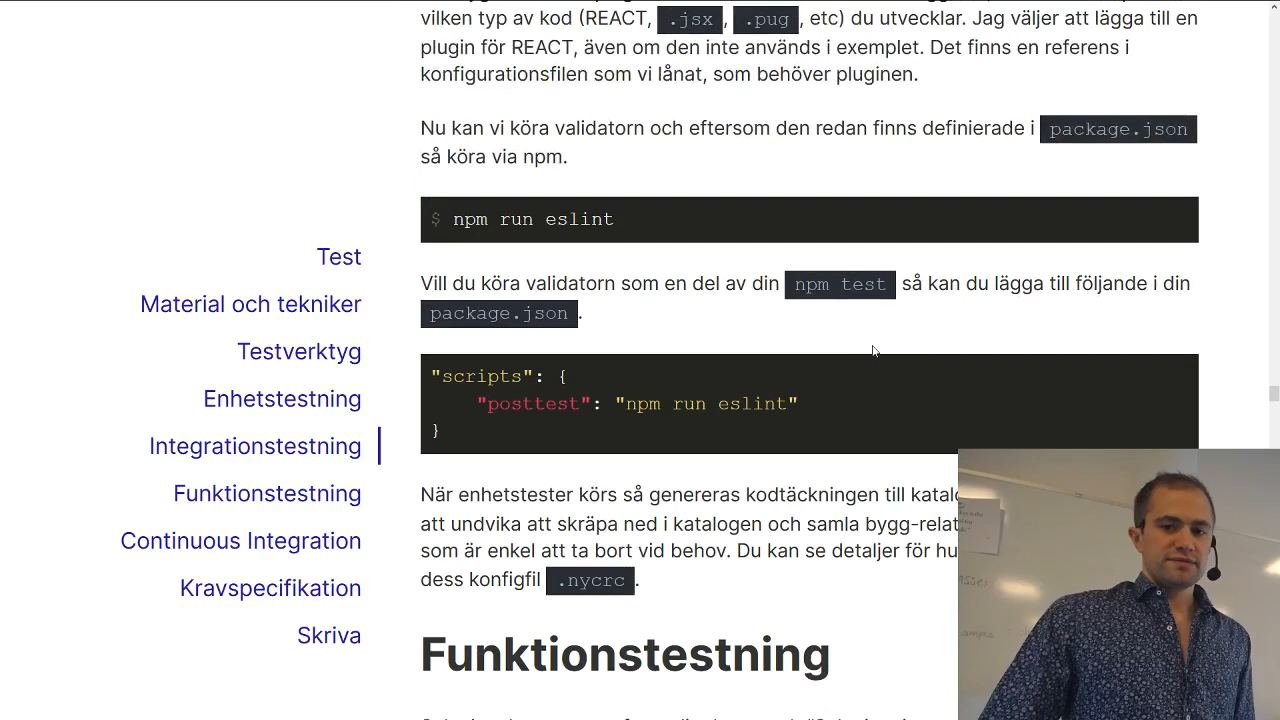 vilken typ av kod (REACT, .jsx, .pug, etc) du utvecklar. Jag väljer att lägga till en
plugin för REACT, även om den inte används i exemplet. Det finns en referens i
konfigurationsfilen som vi lånat, som behöver pluginen.
Nu kan vi köra validatorn och eftersom den redan finns definierade i package.json
så köra via npm.
$ npm run eslint
Vill du köra validatorn som en del av din npm test så kan du lägga till följande i din
package.json.
"scripts": {
"posttest": "npm run eslint"
}
När enhetstester körs så genereras kodtäckningen till
att undvika att skräpa ned i katalogen och samla
som är enkel att ta bort vid behov. Du kan se detaljer för
dess konfigfil .nycrc.
Funktionstestning
Test
Material och tekniker
Testverktyg
Enhetstestning
Integrationstestning
Funktionstestning
Continuous Integration
Kravspecifikation
Skriva